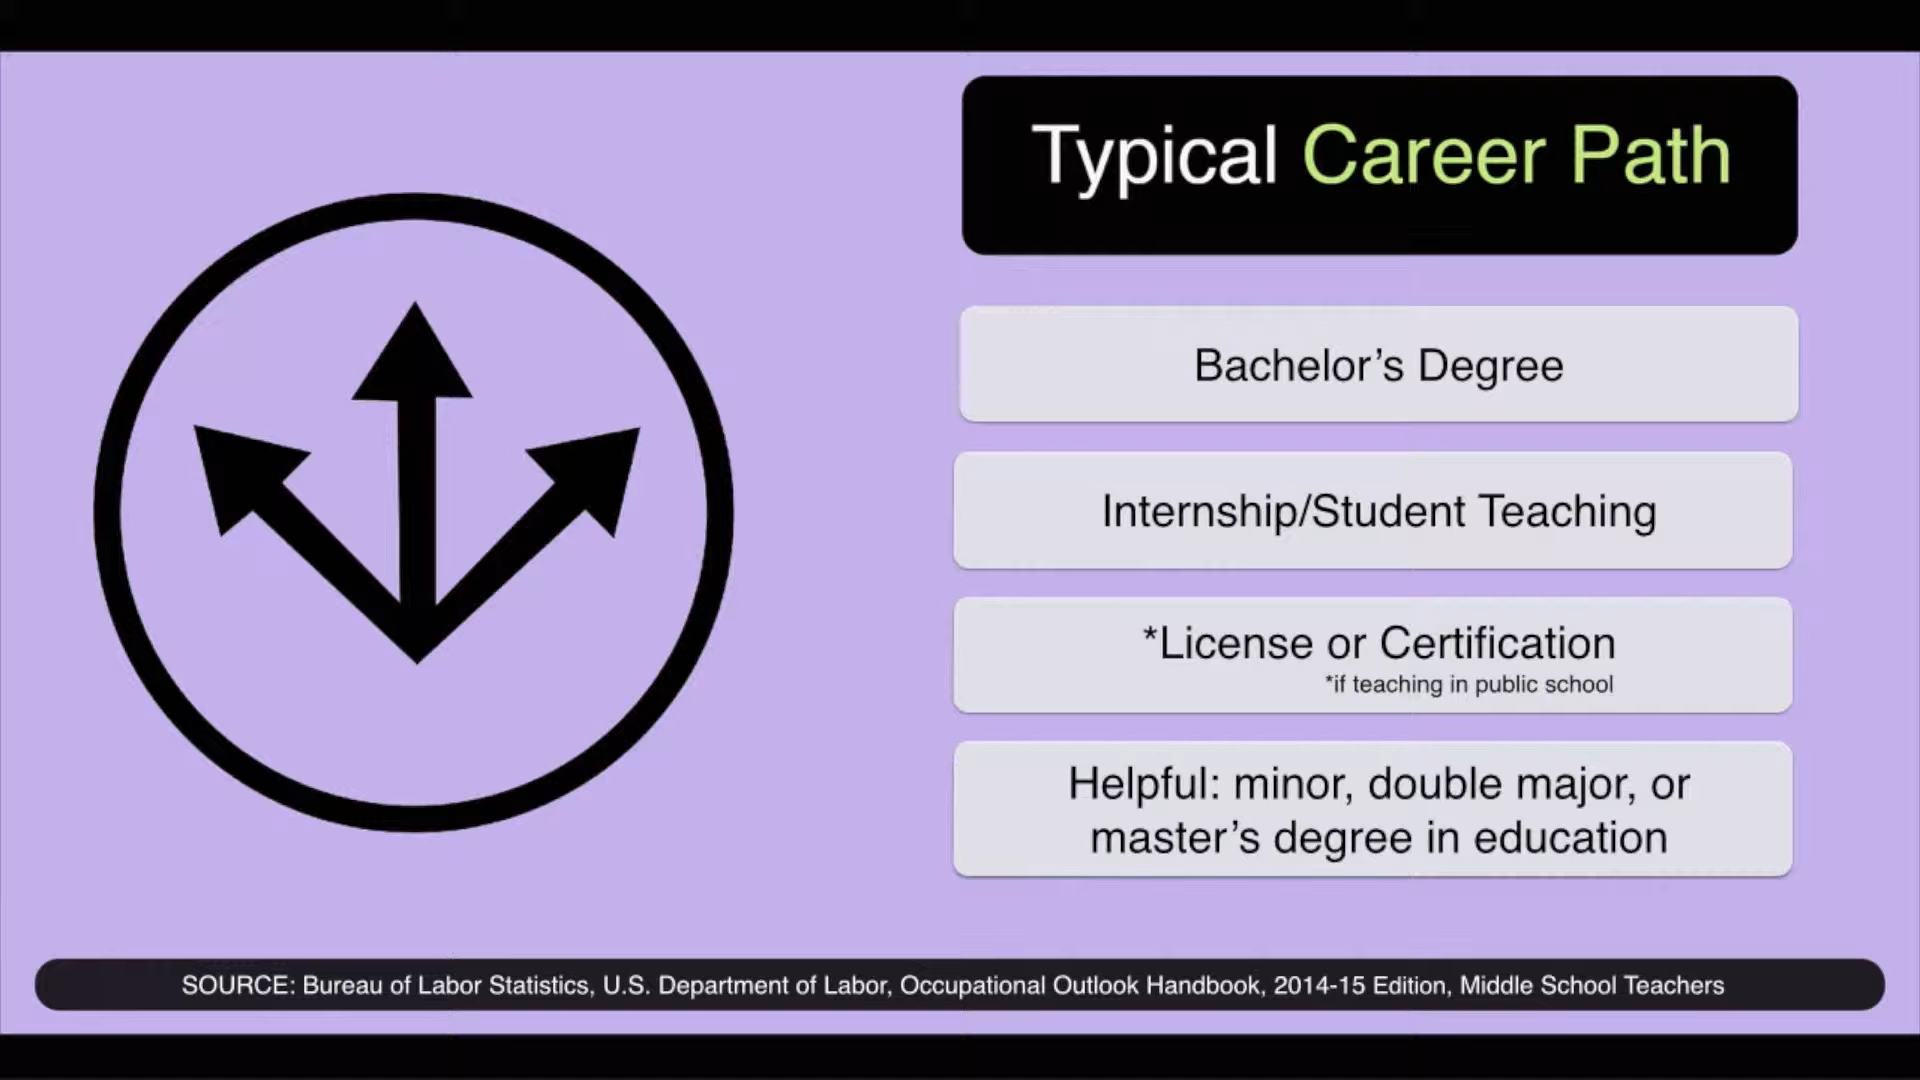 Typical Career Path
Bachelor’s Degree
Internship/Student Teaching
*License or Certification
*if teaching in public school
Helpful: minor, double major, or
master’s degree in education
SOURCE: Bureau of Labor Statistics, U.S. Department of Labor, Occupational Outlook Handbook, 2014-15 Edition, Middle School Teachers